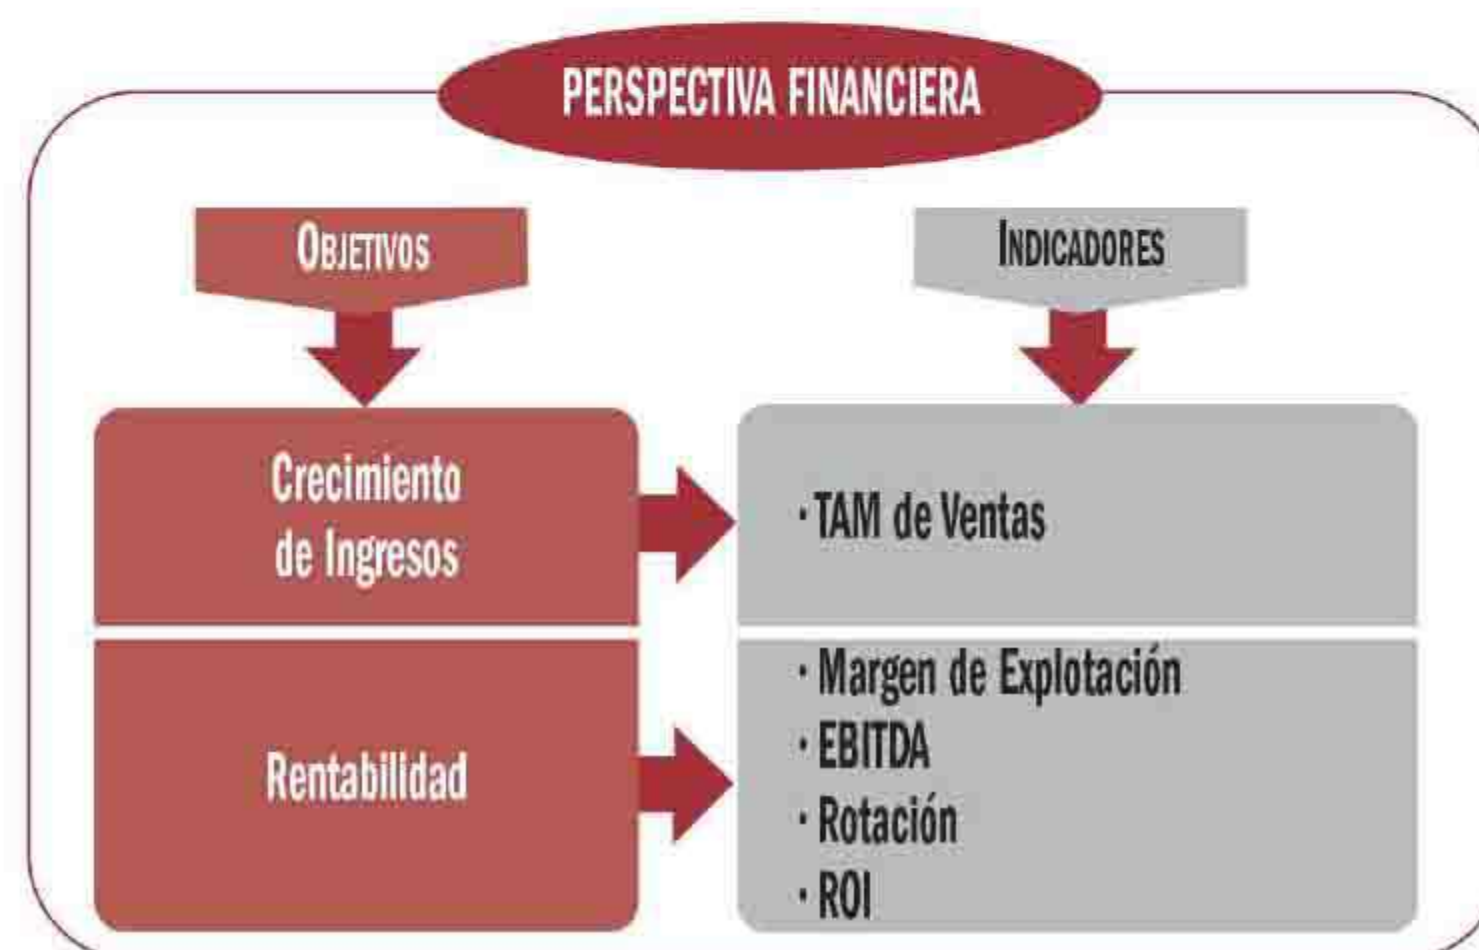 PERSPECTIVA FINANCIERA
OBJETIVOS
INDICADORES
Crecimiento
de Ingresos
· TAM de Ventas
Rentabilidad
· Margen de Explotación
· EBITDA
· Rotación
· ROI